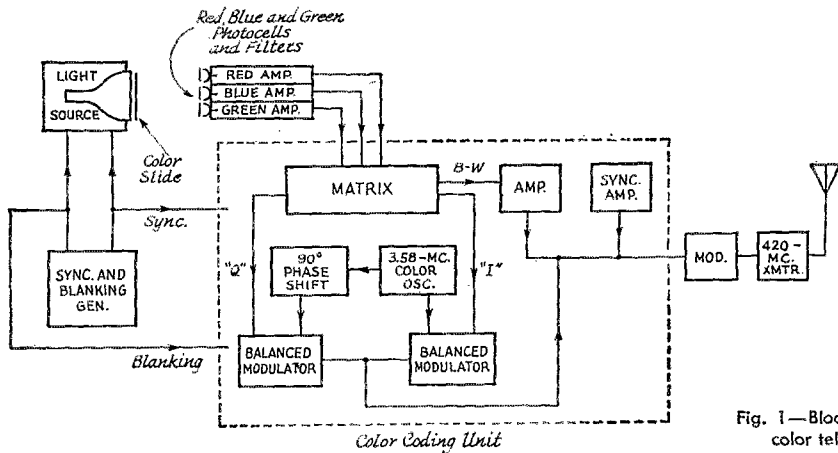 Red, Blue and Green
Photocells
and Filters
LIGHT
SOURCE
RED AMP.
BLUE AMP.
GREEN AMP.
Color
Slide
B-W
MATRIX
AMP.
SYNC.
AMP.
Sync.
SYNC. AND
BLANKING
GEN.
"Q"
90°
PHASE
SHIFT
3.58-MC.
COLOR
OSC.
"I"
MOD.
420-
MC.
XMTR.
Blanking
BALANCED
MODULATOR
BALANCED
MODULATOR
Color Coding Unit
Fig. 1—Bloc
color tel